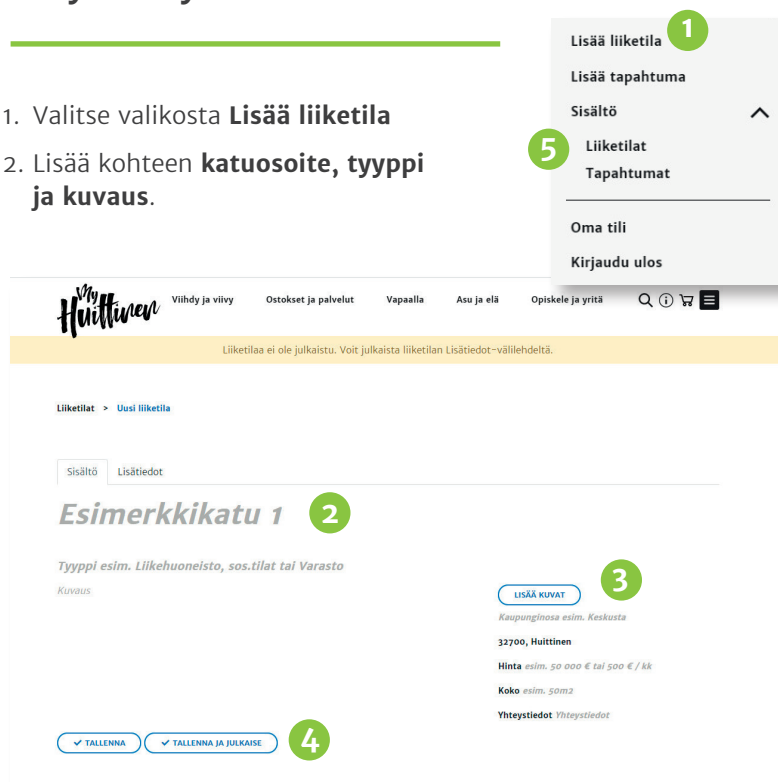 1. Valitse valikosta Lisää liiketila
2. Lisää kohteen katuosoite, tyyppi
ja kuvaus.
Lisää liiketila
1
Lisää tapahtuma
Sisältö
5
Liiketilat
Tapahtumat
Oma tili
Kirjaudu ulos
My Huittinen
Viihdy ja viivy
Ostokset ja palvelut
Vapaalla
Asu ja elä
Opiskele ja yritä
Liiketilaa ei ole julkaistu. Voit julkaista liiketilan Lisätiedot-välilehdeltä.
Liiketilat > Uusi liiketila
Sisältö
Lisätiedot
Esimerkkikatu 1
2
Tyyppi esim. Liikehuoneisto, sos.tilat tai Varasto
Kuvaus
LISÄÄ KUVAT
3
Kaupunginosa esim. Keskusta
32700, Huittinen
Hinta esim. 50 000 € tai 500 € / kk
Koko esim. 50m2
Yhteystiedot Yhteystiedot
TALLENNA
TALLENNA JA JULKAISE
4